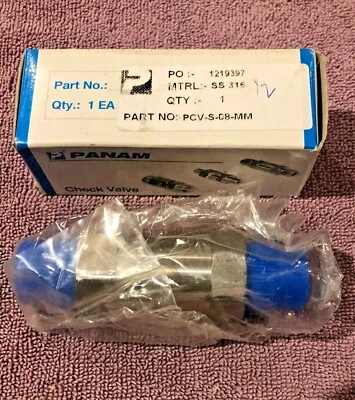 Part No.:
Qty.: 1 EA
PO :- 1219397
MTRL:- SS 316
QTY :- 1
PART NO: PCV-S-08-MM
12
PANAM
Check Valve